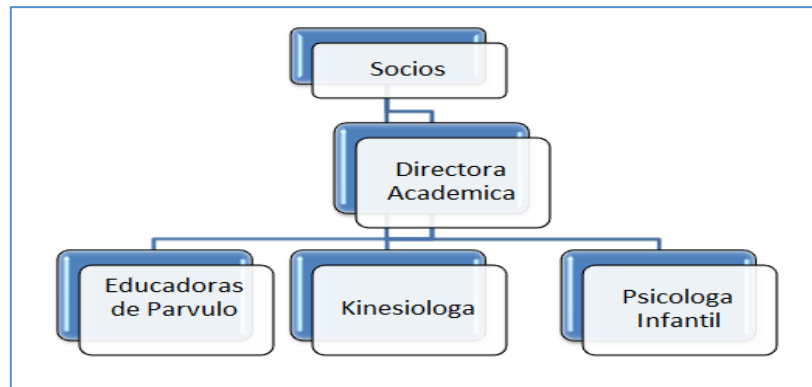 Socios
Directora
Academica
Educadoras
de Parvulo
Kinesiologa
Psicologa
Infantil